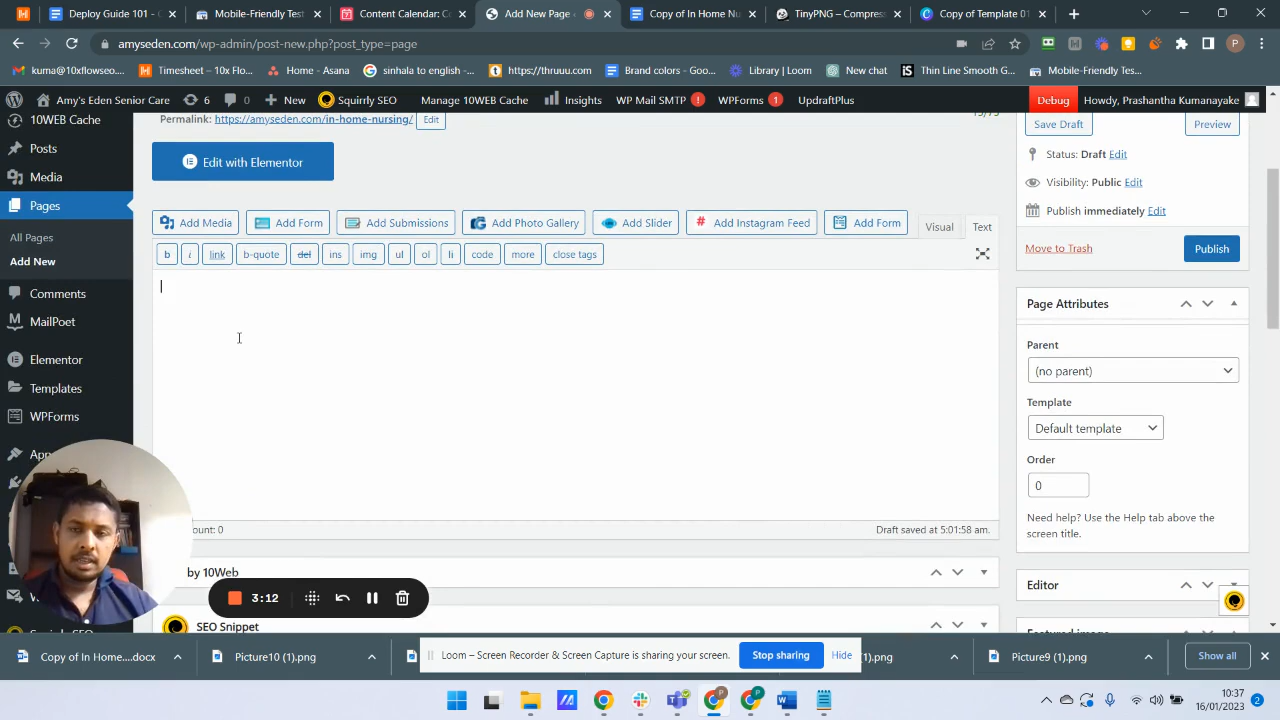 Deploy Guide 101 -
Mobile-Friendly Tes
Content Calendar: C
Add New Page -
Copy of In Home Nu
TinyPNG – Compress
Copy of Template 01
amyseden.com/wp-admin/post-new.php?post_type=page
kuma@10xflowseo....
Timesheet – 10x Flo...
Home - Asana
sinhala to english -...
https://thruuu.com
Brand colors - Goo...
Library | Loom
New chat
Thin Line Smooth G...
Mobile-Friendly Tes...
Amy's Eden Senior Care
6
0
New
Squirrly SEO
Manage 10WEB Cache
Insights
WP Mail SMTP !
WPForms 1
UpdraftPlus
Debug
Howdy, Prashantha Kumanayake
10WEB Cache
Posts
Media
Pages
All Pages
Add New
Comments
MailPoet
Elementor
Templates
WPForms
App
Permalink: https://amyseden.com/in-home-nursing/ Edit
Edit with Elementor
Add Media
Add Form
Add Submissions
Add Photo Gallery
Add Slider
Add Instagram Feed
Add Form
Visual
Text
b i link b-quote del ins img ul ol li code more close tags
ount: 0
Draft saved at 5:01:58 am.
by 10Web
SEO Snippet
Save Draft
Preview
Status: Draft Edit
Visibility: Public Edit
Publish immediately Edit
Move to Trash
Publish
Page Attributes
Parent
(no parent)
Template
Default template
Order
0
Need help? Use the Help tab above the
screen title.
Editor
Featured image
3:12
Copy of In Home....docx
Picture10 (1).png
Loom – Screen Recorder & Screen Capture is sharing your screen.
Stop sharing
Hide
(1).png
Picture9 (1).png
Show all
10:37
16/01/2023
2